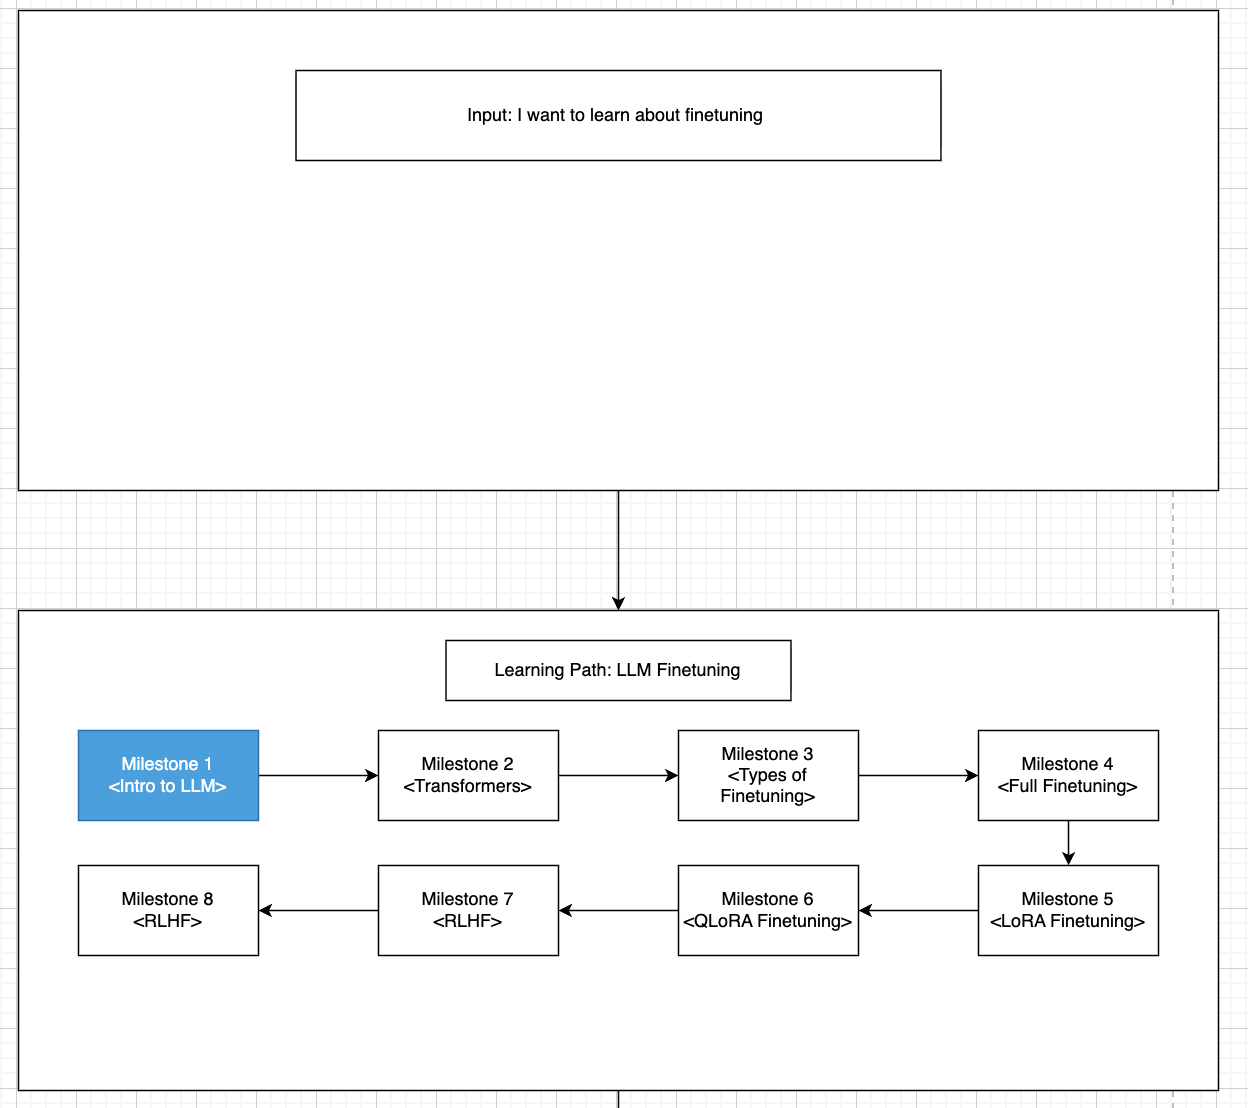 Input: I want to learn about finetuning
Learning Path: LLM Finetuning
Milestone 1
<Intro to LLM>
Milestone 2
<Transformers>
Milestone 3
<Types of
Finetuning>
Milestone 4
<Full Finetuning>
Milestone 8
<RLHF>
Milestone 7
<RLHF>
Milestone 6
<QLoRA Finetuning>
Milestone 5
<LoRA Finetuning>